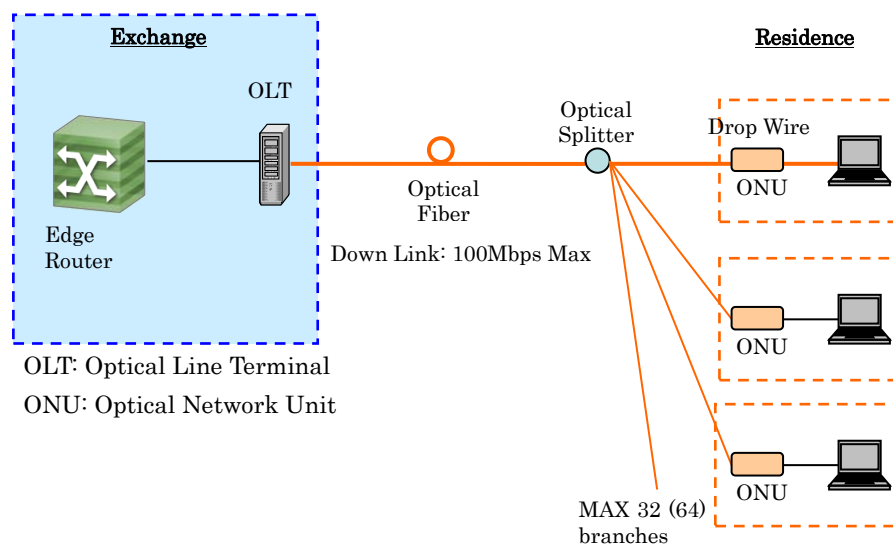 Exchange
Residence
OLT
Optical
Splitter
Drop Wire
ONU
Optical
Fiber
Edge
Router
Down Link: 100Mbps Max
ONU
OLT: Optical Line Terminal
ONU: Optical Network Unit
ONU
MAX 32 (64)
branches